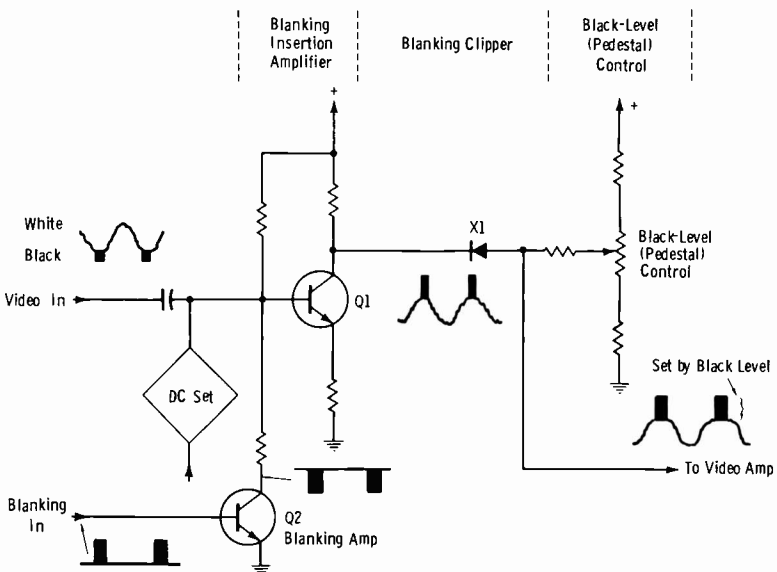 Blanking
Insertion
Amplifier
Blanking Clipper
Black-Level
(Pedestal)
Control
+
+
White
Black
X1
Black-Level
(Pedestal)
Control
Video In
Q1
Set by Black Level
DC Set
To Video Amp
Blanking
In
Q2
Blanking Amp